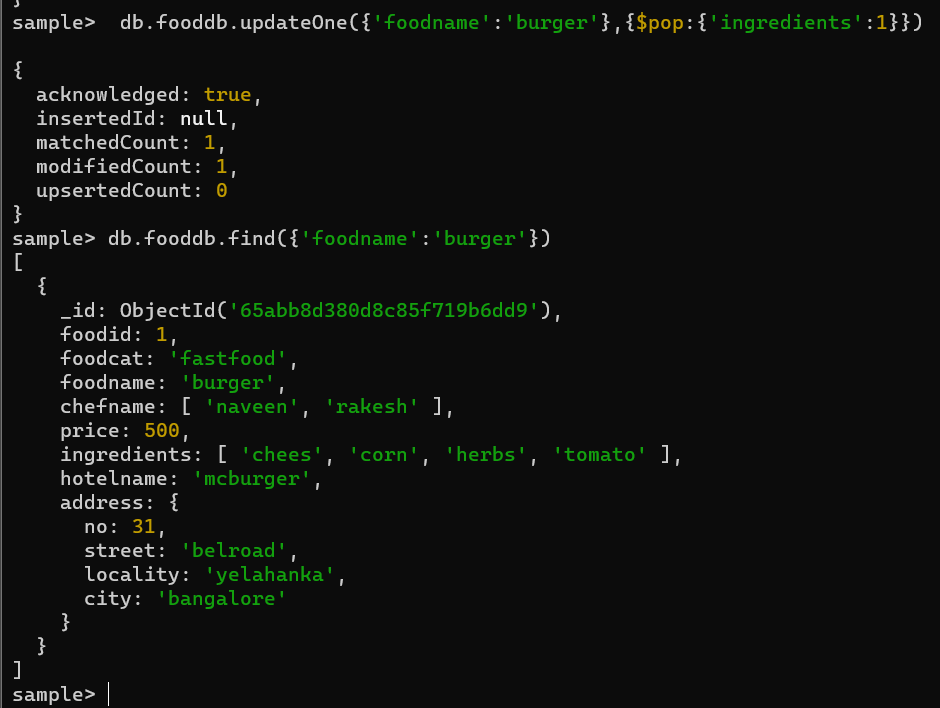 }
sample>  db.fooddb.updateOne({'foodname':'burger'},{$pop:{'ingredients':1}})
{
  acknowledged: true,
  insertedId: null,
  matchedCount: 1,
  modifiedCount: 1,
  upsertedCount: 0
}
sample> db.fooddb.find({'foodname':'burger'})
[
  {
    _id: ObjectId('65abb8d380d8c85f719b6dd9'),
    foodid: 1,
    foodcat: 'fastfood',
    foodname: 'burger',
    chefname: [ 'naveen', 'rakesh' ],
    price: 500,
    ingredients: [ 'chees', 'corn', 'herbs', 'tomato' ],
    hotelname: 'mcburger',
    address: {
      no: 31,
      street: 'belroad',
      locality: 'yelahanka',
      city: 'bangalore'
    }
  }
]
sample>